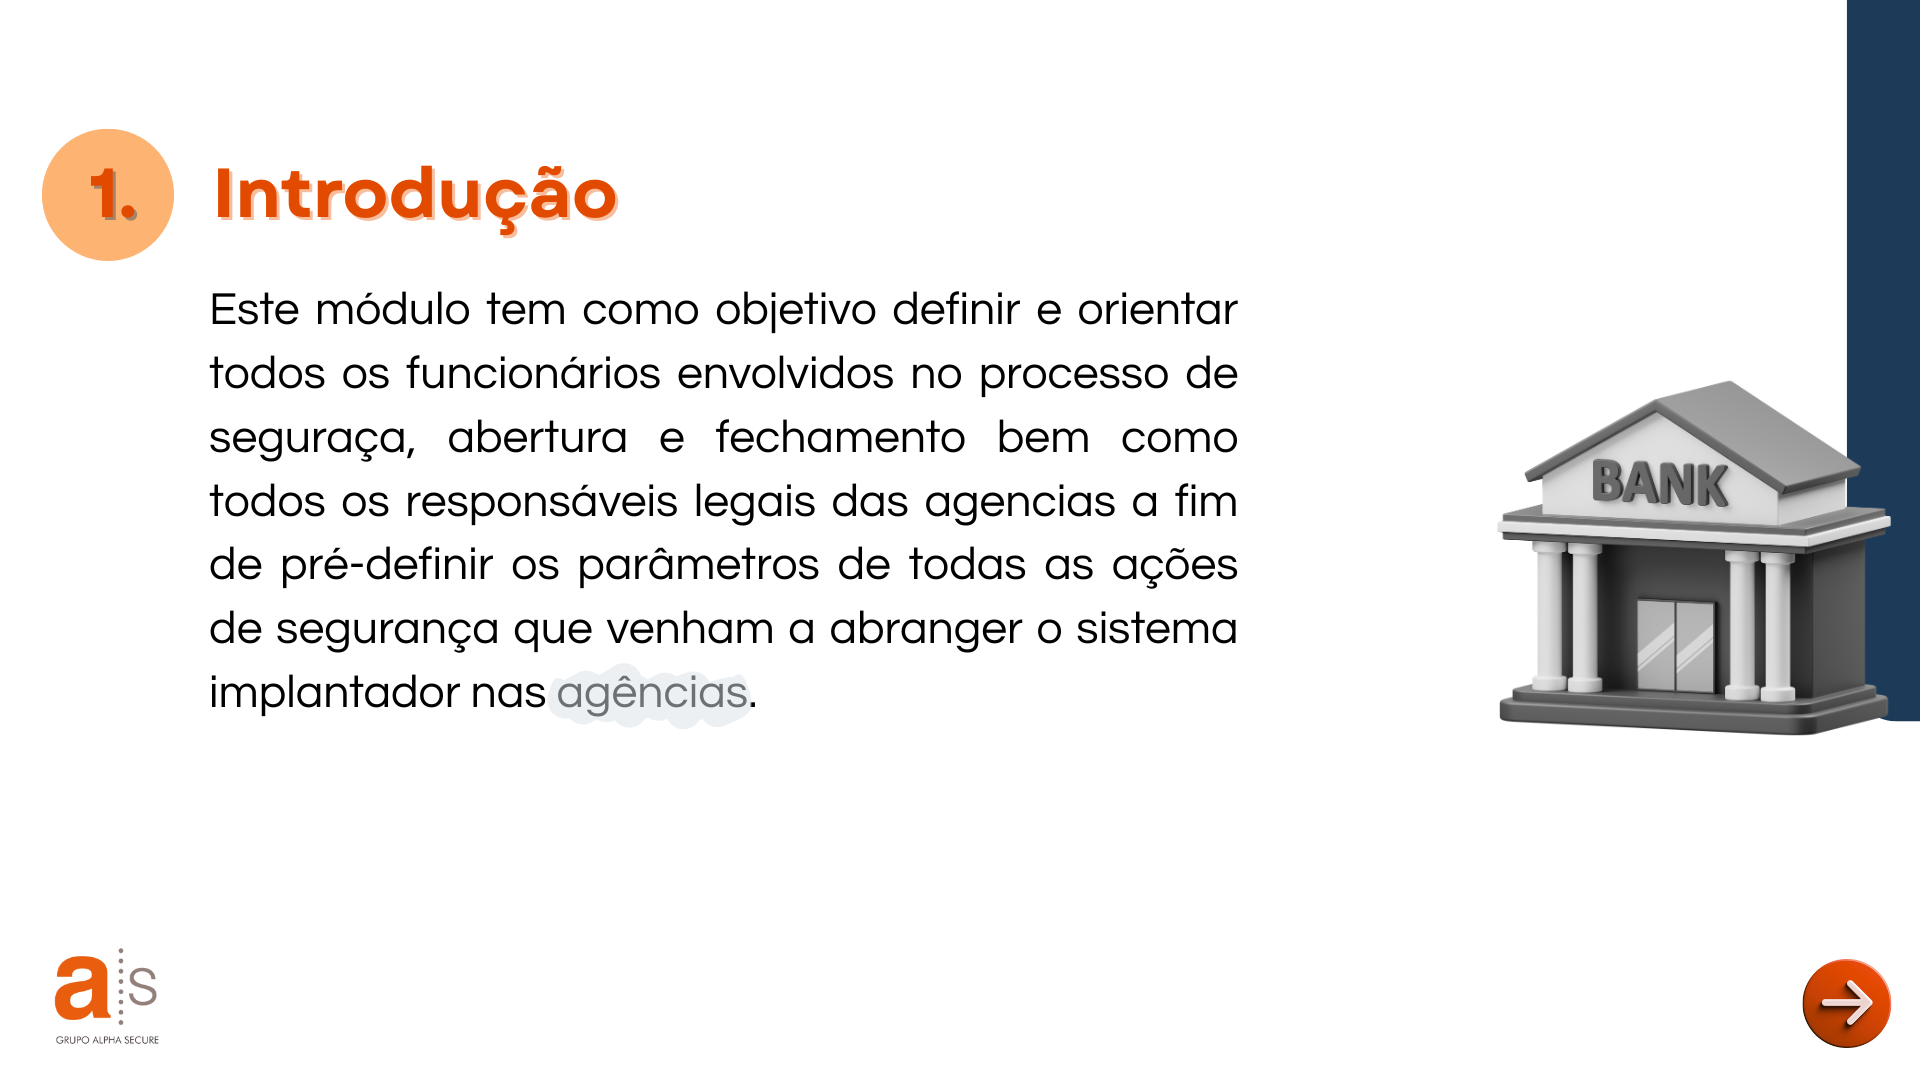 1. Introdução
Este módulo tem como objetivo definir e orientar
todos os funcionários envolvidos no processo de
seguraça, abertura e fechamento bem como
todos os responsáveis legais das agencias a fim
de pré-definir os parâmetros de todas as ações
de segurança que venham a abranger o sistema
implantador nas agências.
BANK
a s
GRUPO ALPHA SECURE